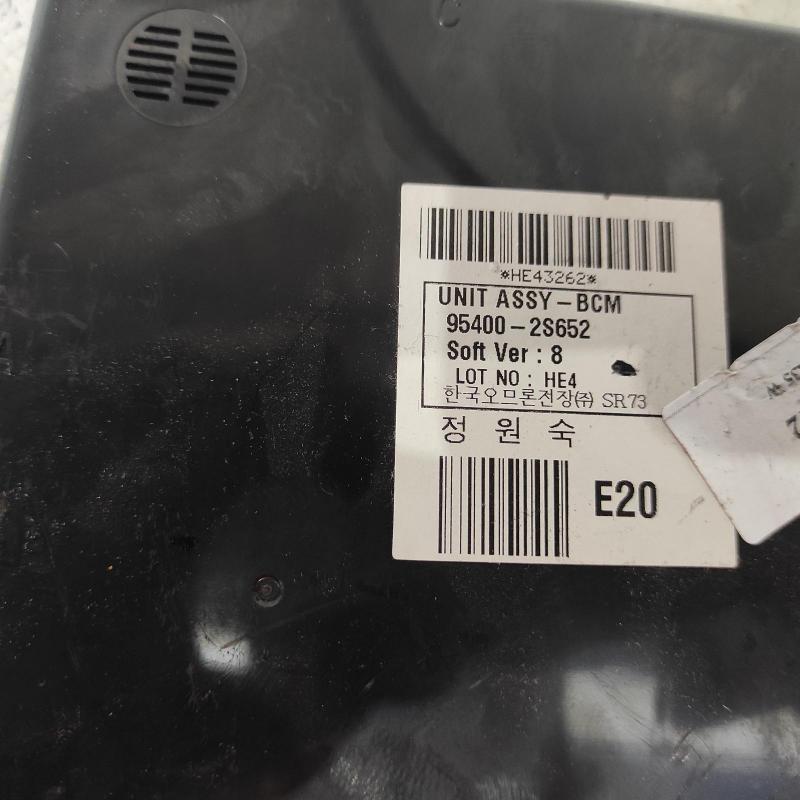 C
*HE43262*
UNIT ASSY-BCM
95400-2S652
Soft Ver : 8
LOT NO : HE4
한국오므론전장㈜ SR73
정 원 숙
E20